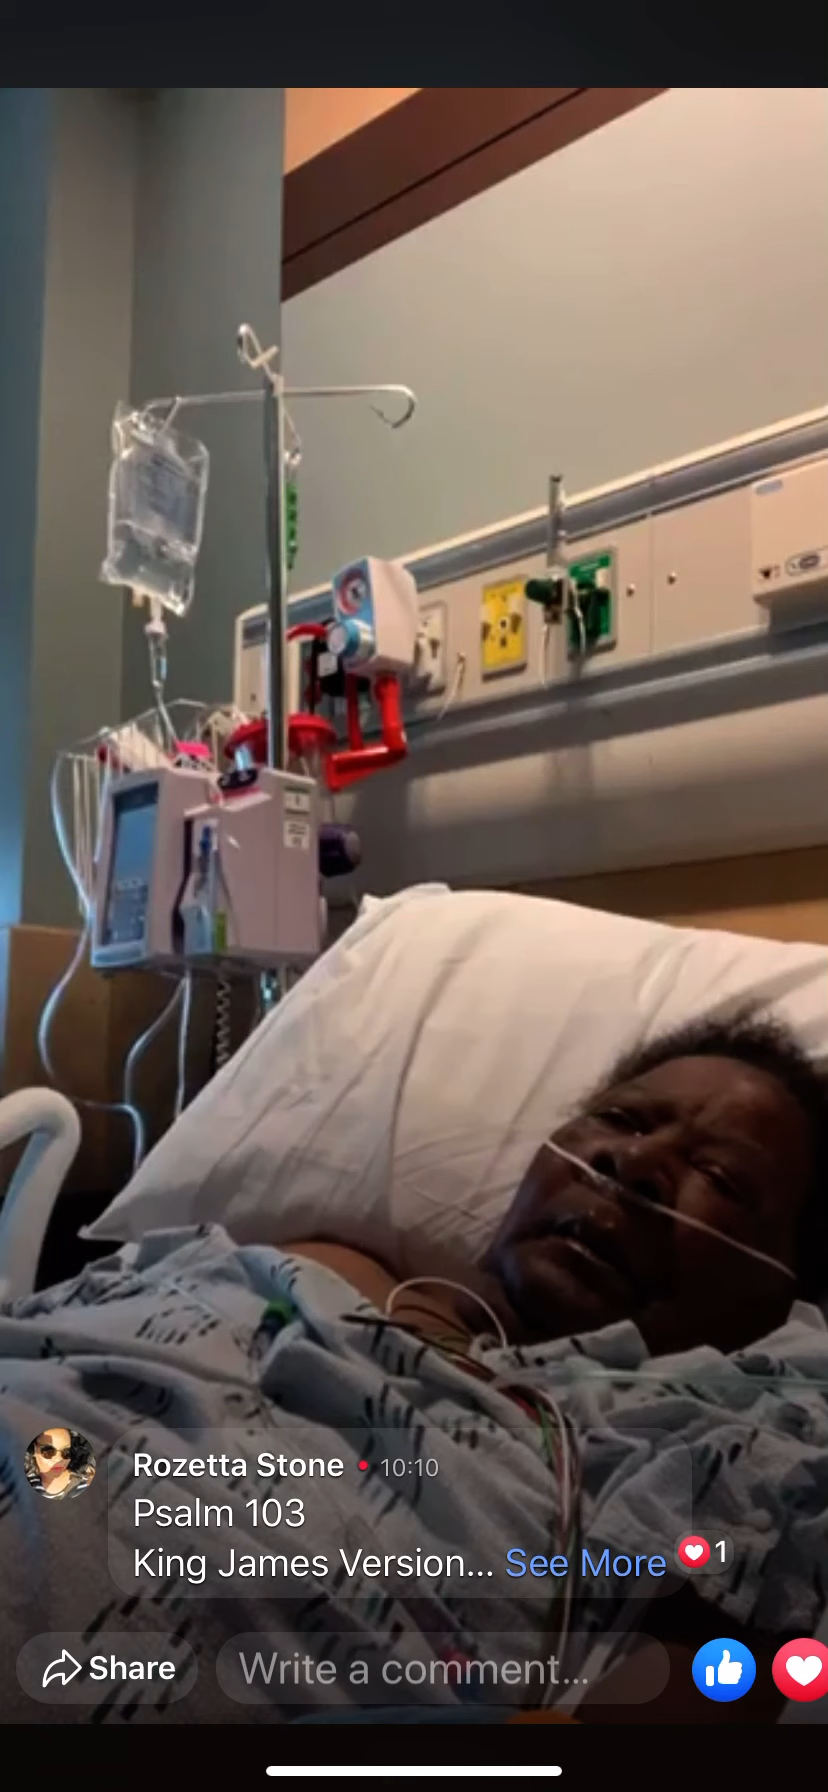 Rozetta Stone • 10:10
Psalm 103
King James Version... See More
1
Share
Write a comment...